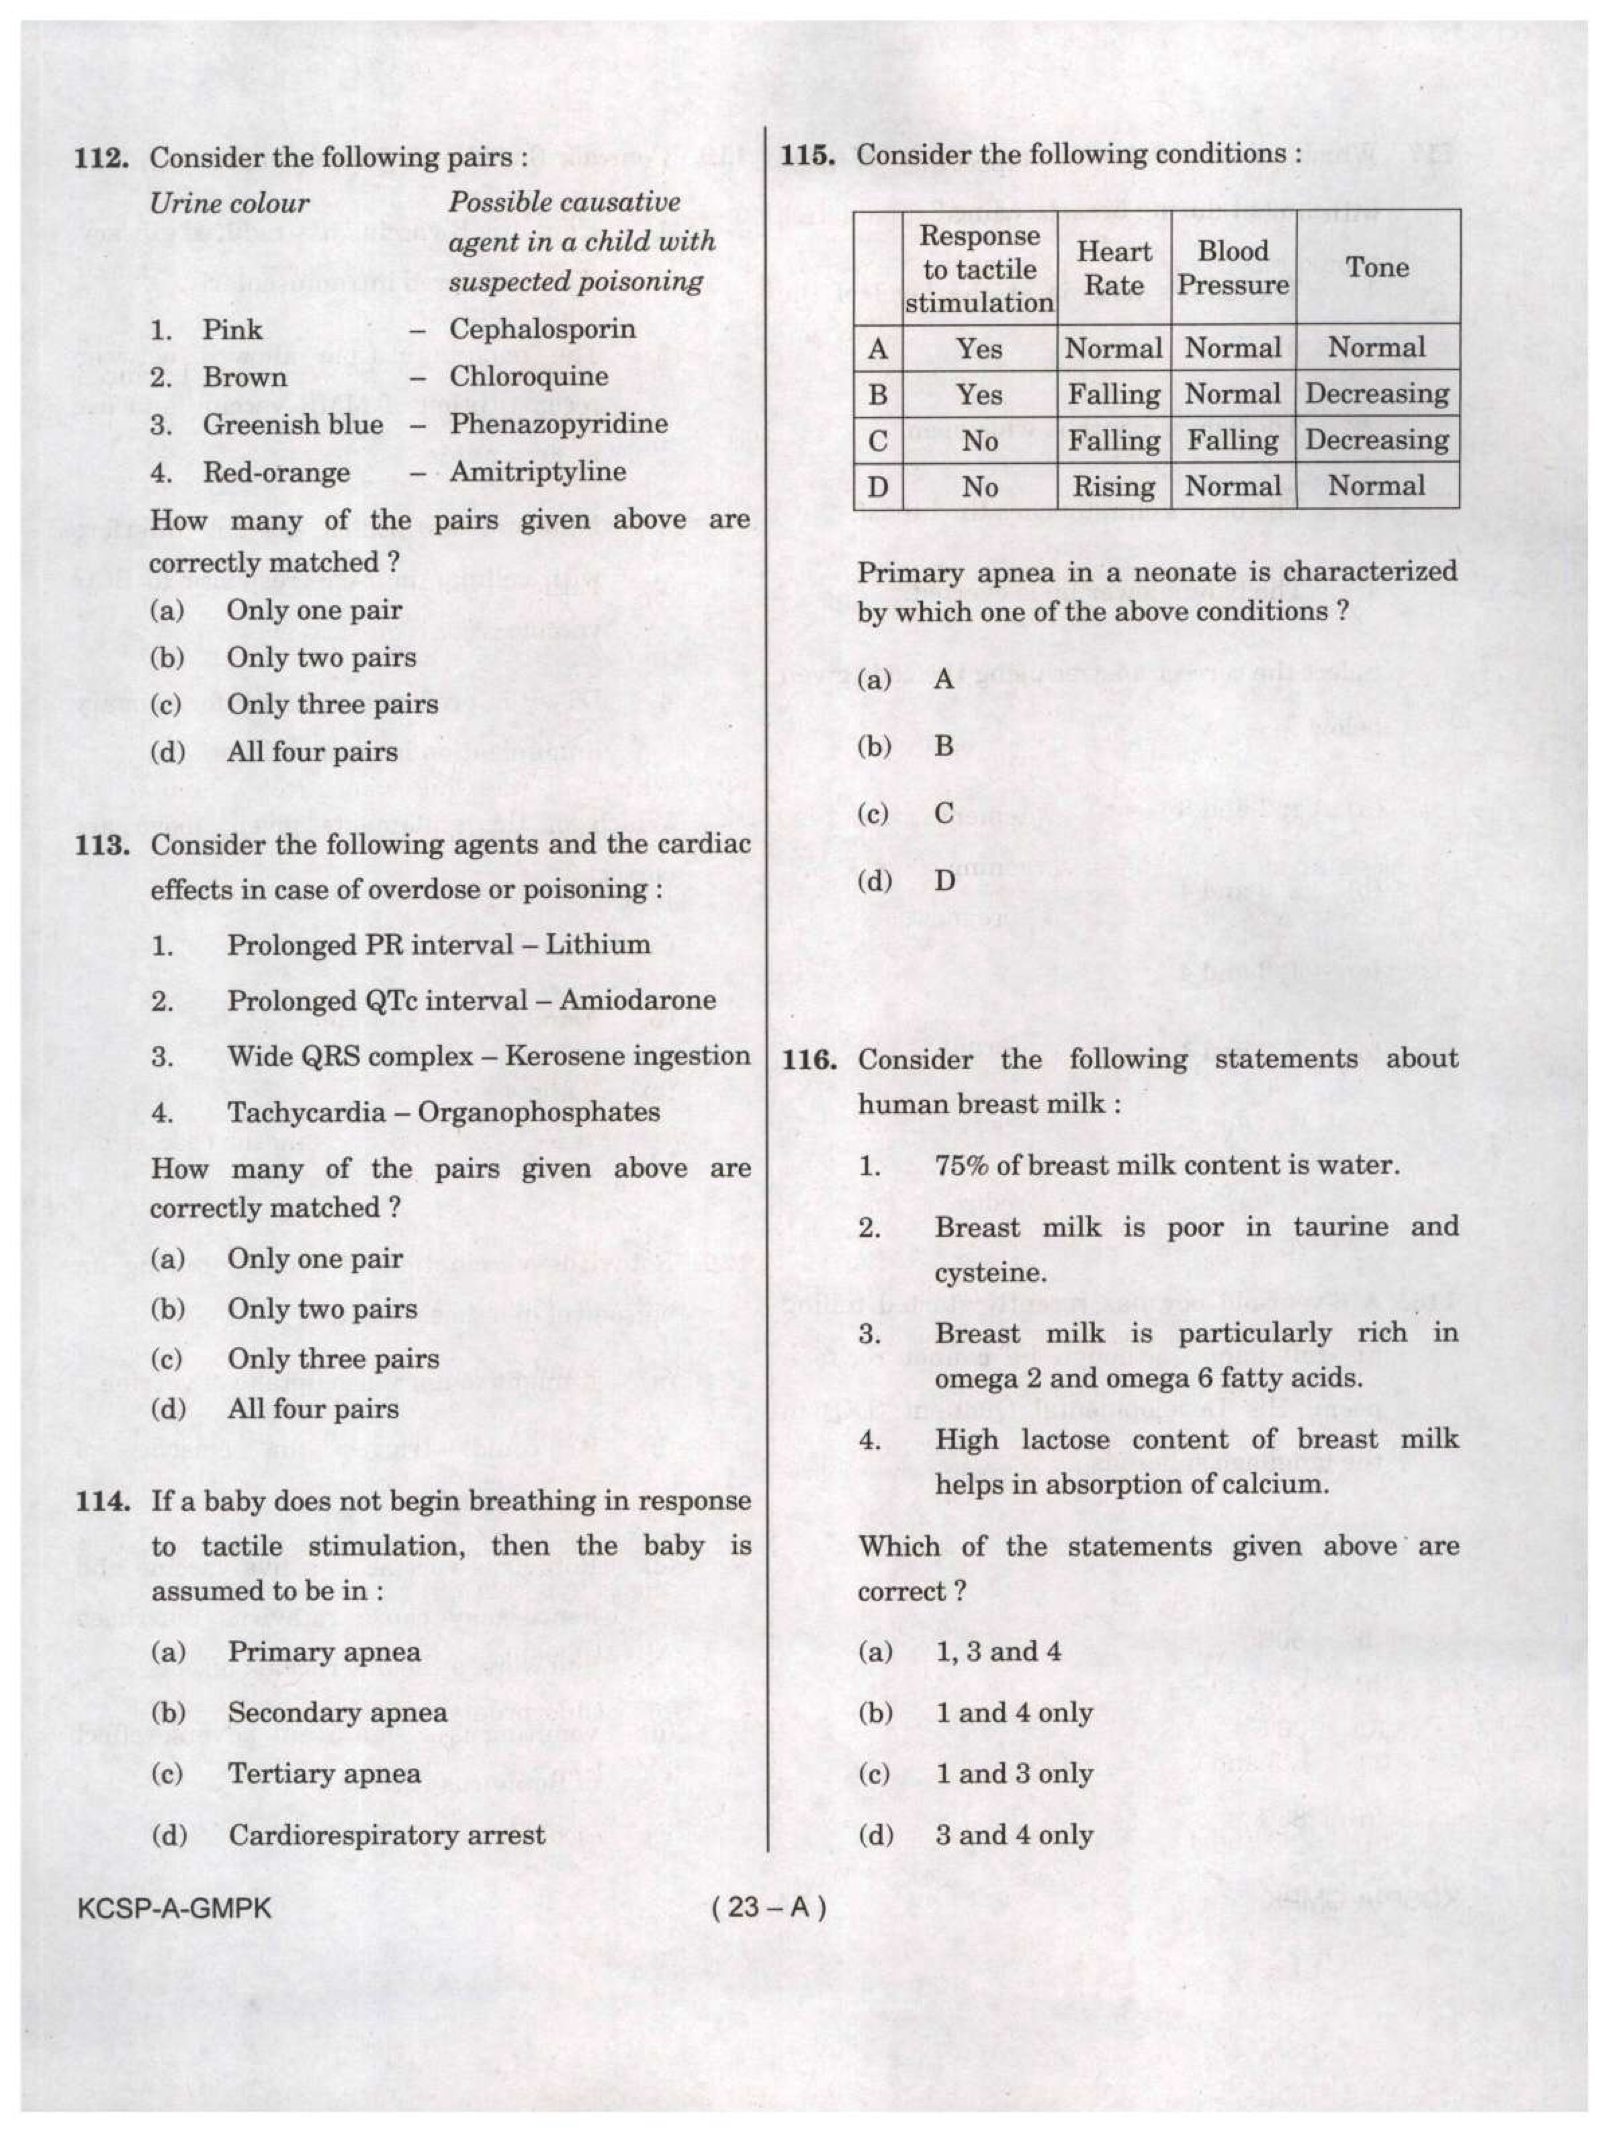 112. Consider the following pairs :
Urine colour Possible causative
agent in a child with
suspected poisoning
1. Pink – Cephalosporin
2. Brown – Chloroquine
3. Greenish blue – Phenazopyridine
4. Red-orange – Amitriptyline
How many of the pairs given above are
correctly matched ?
(a) Only one pair
(b) Only two pairs
(c) Only three pairs
(d) All four pairs
113. Consider the following agents and the cardiac
effects in case of overdose or poisoning :
1. Prolonged PR interval – Lithium
2. Prolonged QTc interval – Amiodarone
3. Wide QRS complex – Kerosene ingestion
4. Tachycardia – Organophosphates
How many of the pairs given above are
correctly matched ?
(a) Only one pair
(b) Only two pairs
(c) Only three pairs
(d) All four pairs
114. If a baby does not begin breathing in response
to tactile stimulation, then the baby is
assumed to be in :
(a) Primary apnea
(b) Secondary apnea
(c) Tertiary apnea
(d) Cardiorespiratory arrest
115. Consider the following conditions :
Response to tactile stimulation Heart Rate Blood Pressure Tone
A Yes Normal Normal Normal
B Yes Falling Normal Decreasing
C No Falling Falling Decreasing
D No Rising Normal Normal
Primary apnea in a neonate is characterized
by which one of the above conditions ?
(a) A
(b) B
(c) C
(d) D
116. Consider the following statements about
human breast milk :
1. 75% of breast milk content is water.
2. Breast milk is poor in taurine and
cysteine.
3. Breast milk is particularly rich in
omega 2 and omega 6 fatty acids.
4. High lactose content of breast milk
helps in absorption of calcium.
Which of the statements given above are
correct ?
(a) 1, 3 and 4
(b) 1 and 4 only
(c) 1 and 3 only
(d) 3 and 4 only
KCSP-A-GMPK ( 23 – A )